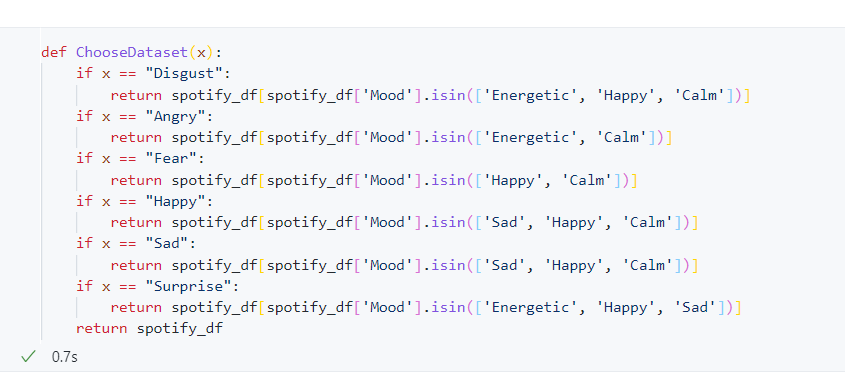 def ChooseDataset(x):
    if x == "Disgust":
        return spotify_df[spotify_df['Mood'].isin(['Energetic', 'Happy', 'Calm'])]
    if x == "Angry":
        return spotify_df[spotify_df['Mood'].isin(['Energetic', 'Calm'])]
    if x == "Fear":
        return spotify_df[spotify_df['Mood'].isin(['Happy', 'Calm'])]
    if x == "Happy":
        return spotify_df[spotify_df['Mood'].isin(['Sad', 'Happy', 'Calm'])]
    if x == "Sad":
        return spotify_df[spotify_df['Mood'].isin(['Sad', 'Happy', 'Calm'])]
    if x == "Surprise":
        return spotify_df[spotify_df['Mood'].isin(['Energetic', 'Happy', 'Sad'])]
    return spotify_df
✓ 0.7s